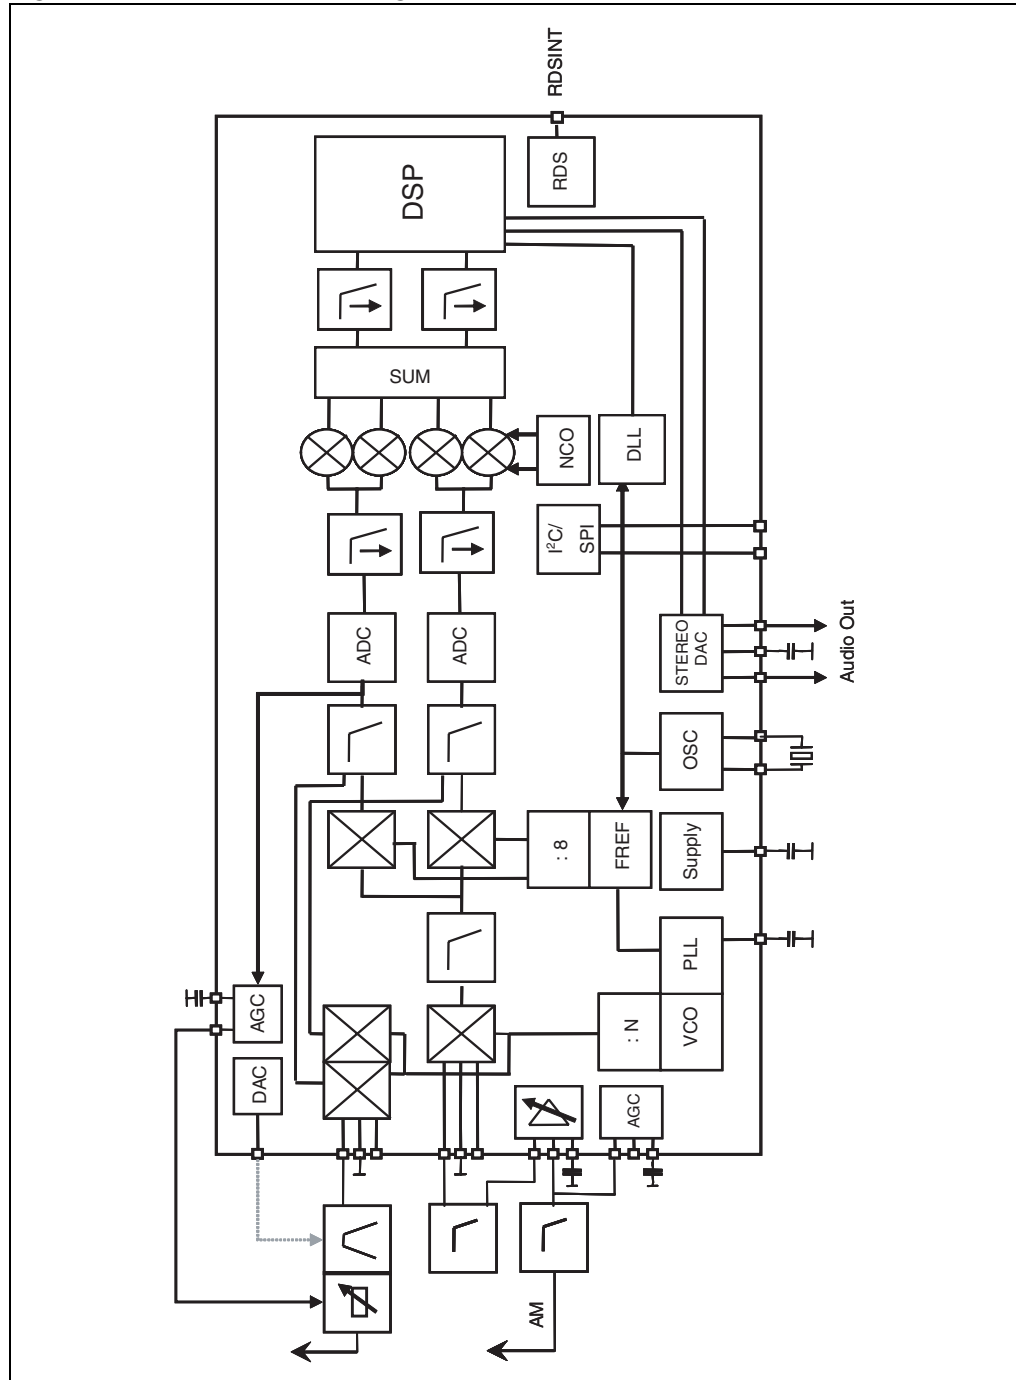 RDSINT
DSP
RDS
SUM
NCO
DLL
I²C/
SPI
ADC
ADC
STEREO
DAC
Audio Out
OSC
: 8
FREF
Supply
AGC
PLL
: N
VCO
DAC
AGC
AM